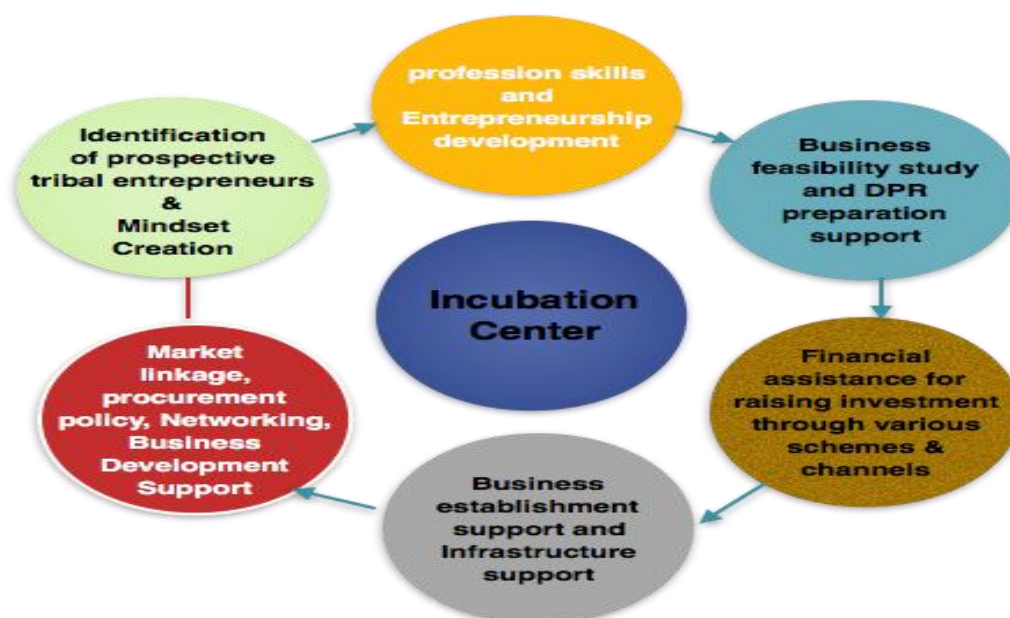 profession skills
and
Entrepreneurship
development
Identification
of prospective
tribal entrepreneurs
&
Mindset
Creation
Business
feasibility study
and DPR
preparation
support
Incubation
Center
Market
linkage,
procurement
policy, Networking,
Business
Development
Support
Financial
assistance for
raising investment
through various
schemes &
channels
Business
establishment
support and
Infrastructure
support